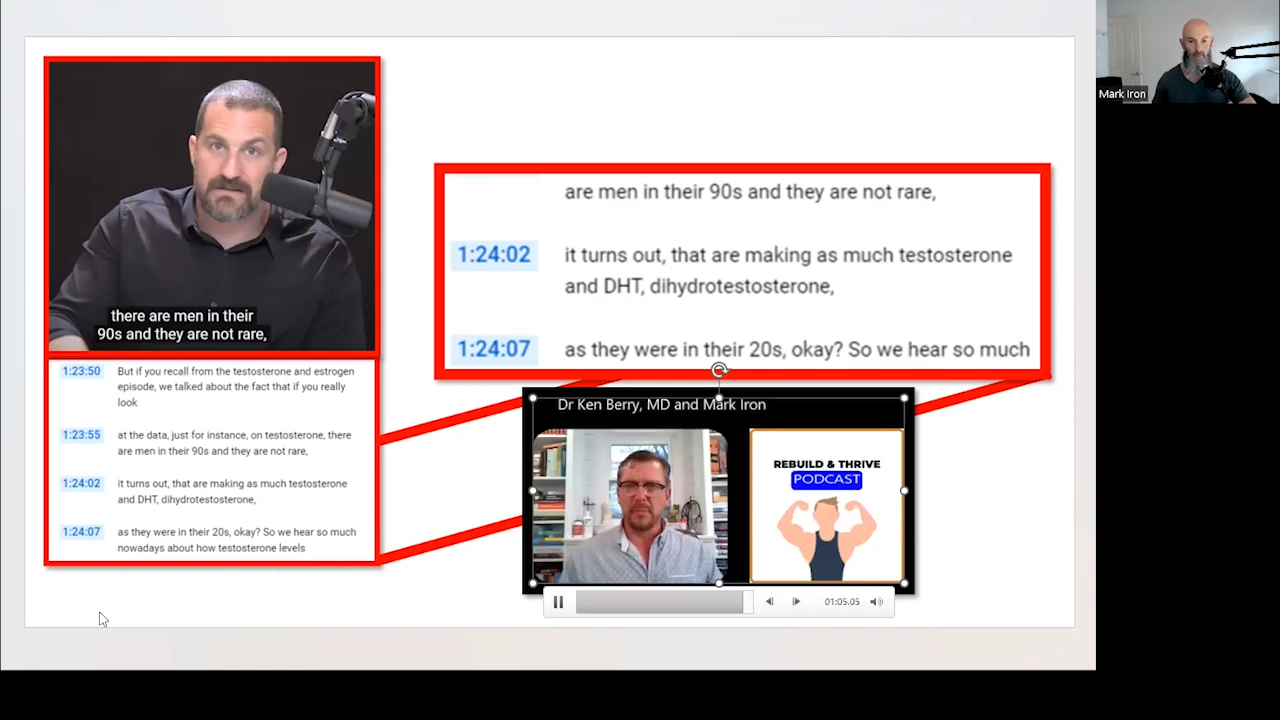 there are men in their
90s and they are not rare,
1:23:50 But if you recall from the testosterone and estrogen
episode, we talked about the fact that if you really
look
1:23:55 at the data, just for instance, on testosterone, there
are men in their 90s and they are not rare,
1:24:02 it turns out, that are making as much testosterone
and DHT, dihydrotestosterone,
1:24:07 as they were in their 20s, okay? So we hear so much
nowadays about how testosterone levels
are men in their 90s and they are not rare,
1:24:02 it turns out, that are making as much testosterone
and DHT, dihydrotestosterone,
1:24:07 as they were in their 20s, okay? So we hear so much
Dr Ken Berry, MD and Mark Iron
REBUILD & THRIVE
PODCAST
01:05.05
Mark Iron